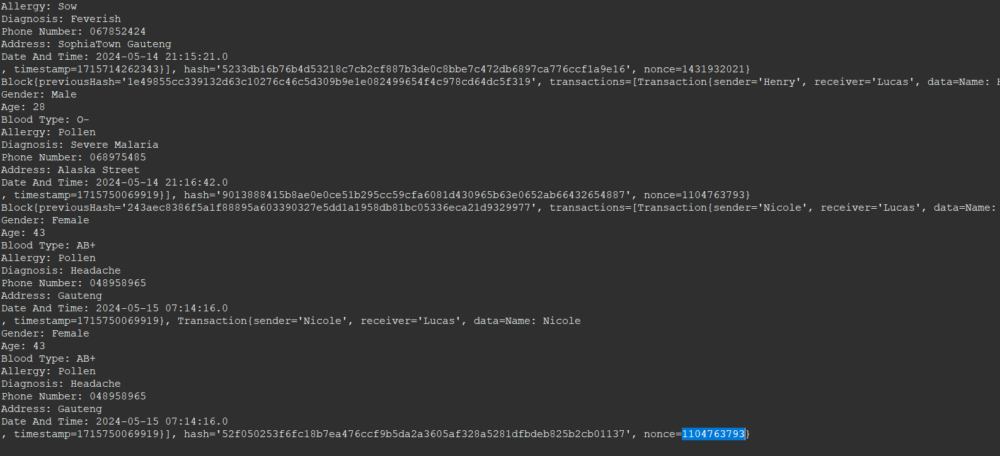 Allergy: Sow
Diagnosis: Feverish
Phone Number: 067852424
Address: SophiaTown Gauteng
Date And Time: 2024-05-14 21:15:21.0
, timestamp=1715714262343}], hash='5233db16b76b4d53218c7cb2cf887b3de0c8bbe7c472db6897ca776ccf1a9e16', nonce=1431932021}
Block{previousHash='1e49855cc339132d63c10276c46c5d309b9e1e082499654f4c978cd64dc5f319', transactions=[Transaction{sender='Henry', receiver='Lucas', data=Name:
Gender: Male
Age: 28
Blood Type: O-
Allergy: Pollen
Diagnosis: Severe Malaria
Phone Number: 068975485
Address: Alaska Street
Date And Time: 2024-05-14 21:16:42.0
, timestamp=1715750069919}], hash='9013888415b8ae0e0ce51b295cc59cfa6081d430965b63e0652ab66432654887', nonce=1104763793}
Block{previousHash='243aec8386f5a1f88895a603390327e5dd1a1958db81bc05336eca21d9329977', transactions=[Transaction{sender='Nicole', receiver='Lucas', data=Name:
Gender: Female
Age: 43
Blood Type: AB+
Allergy: Pollen
Diagnosis: Headache
Phone Number: 048958965
Address: Gauteng
Date And Time: 2024-05-15 07:14:16.0
, timestamp=1715750069919}, Transaction{sender='Nicole', receiver='Lucas', data=Name: Nicole
Gender: Female
Age: 43
Blood Type: AB+
Allergy: Pollen
Diagnosis: Headache
Phone Number: 048958965
Address: Gauteng
Date And Time: 2024-05-15 07:14:16.0
, timestamp=1715750069919}], hash='52f050253f6fc18b7ea476ccf9b5da2a3605af328a5281dfbdeb825b2cb01137', nonce=1104763793}